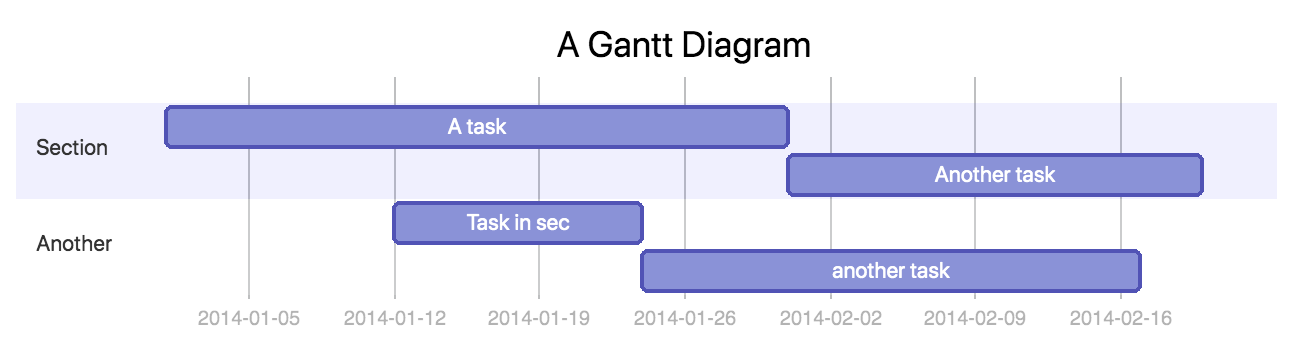 A Gantt Diagram
Section
A task
Another task
Another
Task in sec
another task
2014-01-05 2014-01-12 2014-01-19 2014-01-26 2014-02-02 2014-02-09 2014-02-16